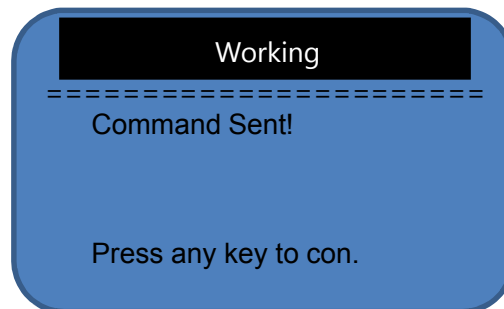 Working
=======================
Command Sent!
Press any key to con.